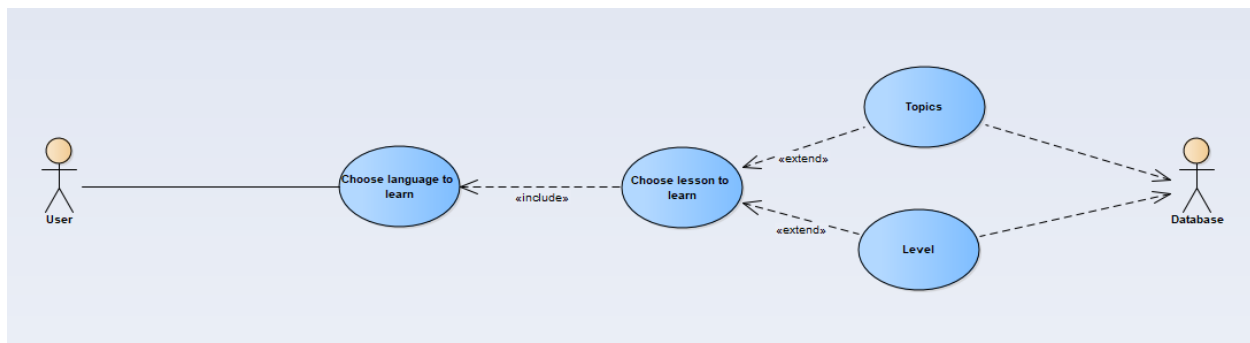 Topics
«extend»
Choose language to
learn
Choose lesson to
learn
«include»
User
Database
«extend»
Level